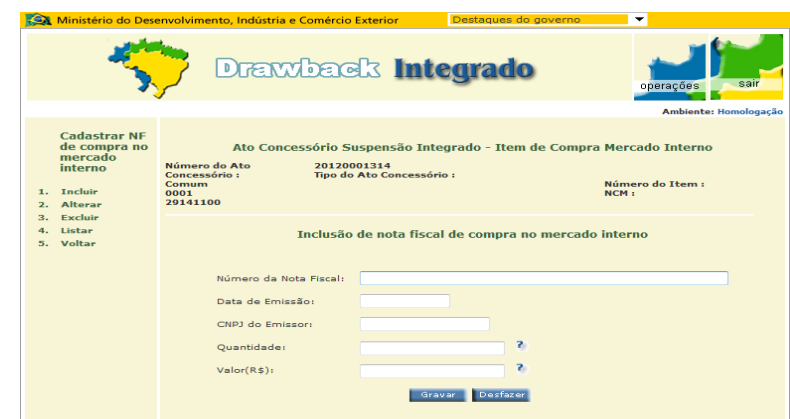 Ministério do Desenvolvimento, Indústria e Comércio Exterior
Destaques do governo
Drawback Integrado
operações
sair
Ambiente: Homologação
Cadastrar NF
de compra no
mercado
interno
1. Incluir
2. Alterar
3. Excluir
4. Listar
5. Voltar
Ato Concessório Suspensão Integrado - Item de Compra Mercado Interno
Número do Ato 20120001314
Concessório : Tipo do Ato Concessório :
Comum Número do Item :
0001 NCM :
29141100
Inclusão de nota fiscal de compra no mercado interno
Número da Nota Fiscal:
Data de Emissão:
CNPJ do Emissor:
Quantidade: ?
Valor(R$): ?
Gravar Desfazer